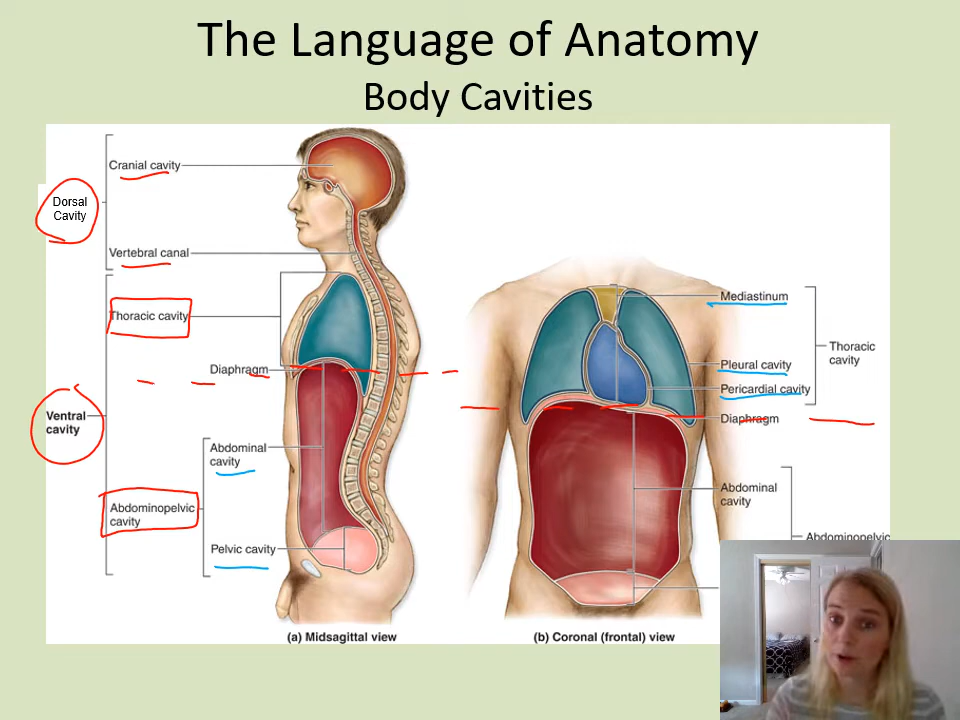 The Language of Anatomy
Body Cavities
Cranial cavity
Dorsal
Cavity
Vertebral canal
Thoracic cavity
Diaphragm
Ventral
cavity
Abdominal
cavity
Abdominopelvic
cavity
Pelvic cavity
(a) Midsagittal view
Mediastinum
Thoracic
cavity
Pleural cavity
Pericardial cavity
Diaphragm
Abdominal
cavity
Abdominopelvic
(b) Coronal (frontal) view